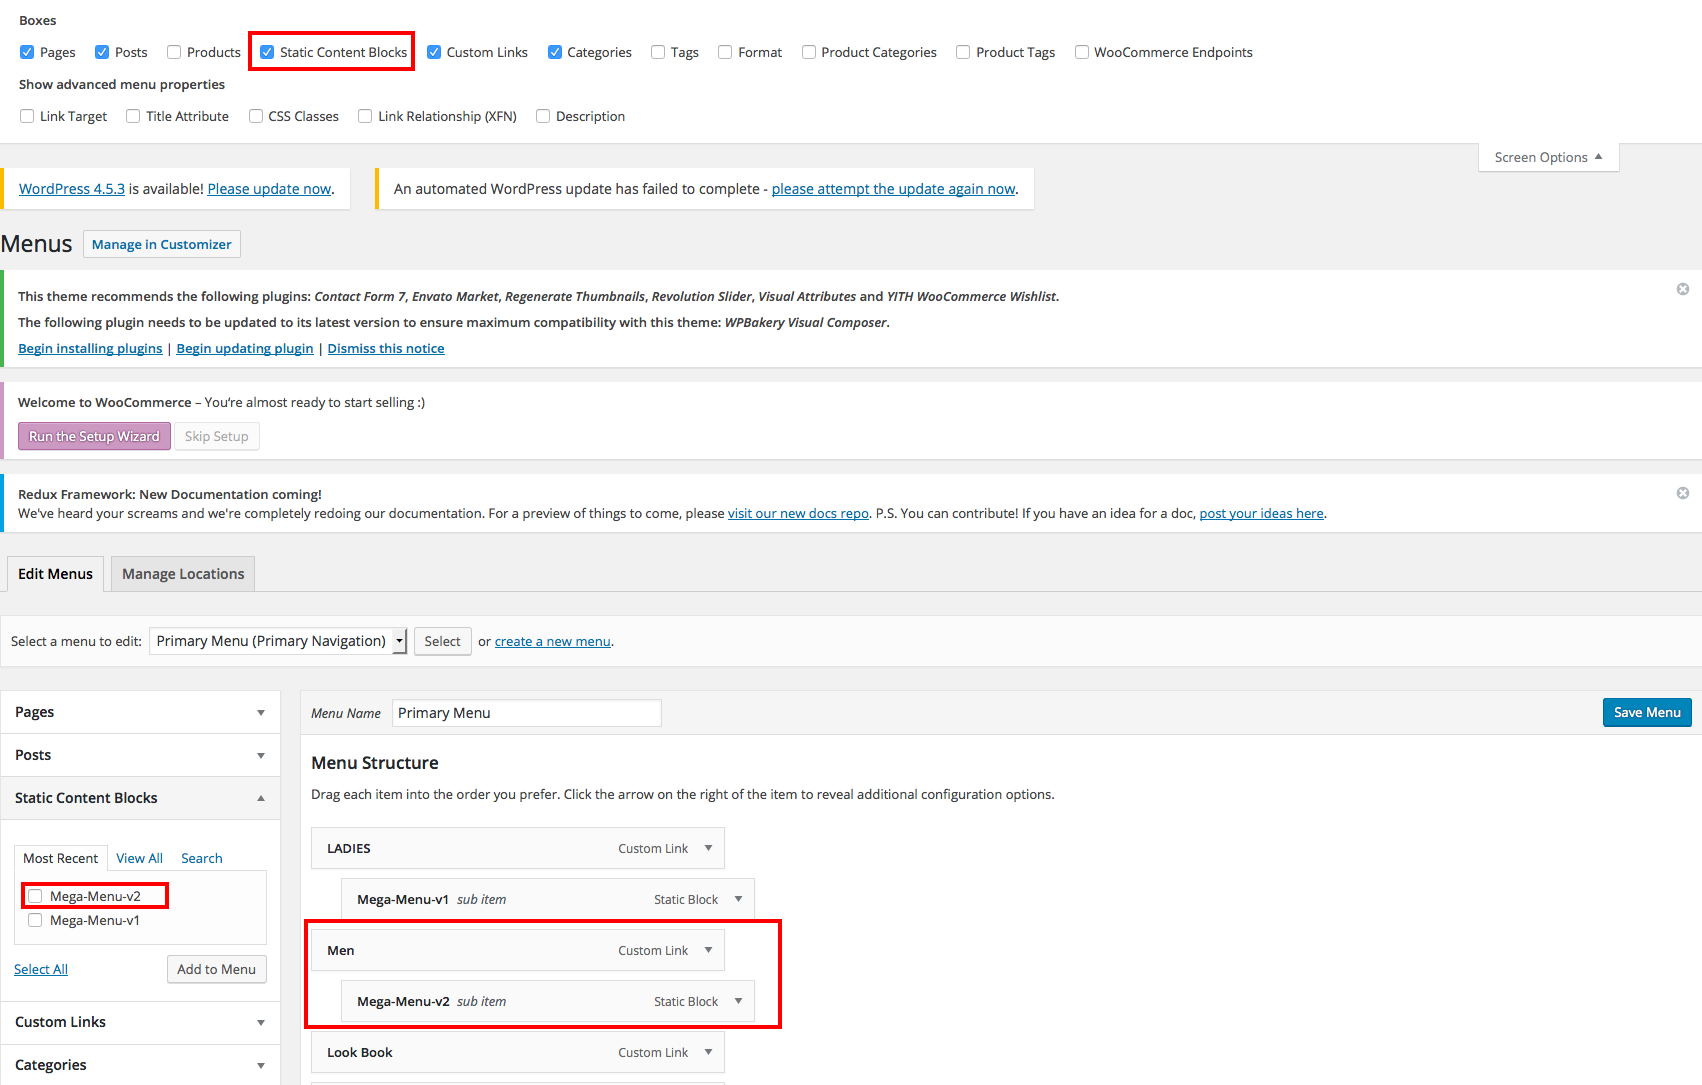 Boxes
Pages Posts Products Static Content Blocks Custom Links Categories Tags Format Product Categories Product Tags WooCommerce Endpoints
Show advanced menu properties
Link Target Title Attribute CSS Classes Link Relationship (XFN) Description
Screen Options
WordPress 4.5.3 is available! Please update now.
An automated WordPress update has failed to complete - please attempt the update again now.
Menus Manage in Customizer
This theme recommends the following plugins: Contact Form 7, Envato Market, Regenerate Thumbnails, Revolution Slider, Visual Attributes and YITH WooCommerce Wishlist.
The following plugin needs to be updated to its latest version to ensure maximum compatibility with this theme: WPBakery Visual Composer.
Begin installing plugins | Begin updating plugin | Dismiss this notice
Welcome to WooCommerce – You're almost ready to start selling :)
Run the Setup Wizard Skip Setup
Redux Framework: New Documentation coming!
We've heard your screams and we're completely redoing our documentation. For a preview of things to come, please visit our new docs repo. P.S. You can contribute! If you have an idea for a doc, post your ideas here.
Edit Menus Manage Locations
Select a menu to edit: Primary Menu (Primary Navigation) Select or create a new menu.
Pages
Posts
Static Content Blocks
Most Recent View All Search
Mega-Menu-v2
Mega-Menu-v1
Select All Add to Menu
Custom Links
Categories
Menu Name Primary Menu Save Menu
Menu Structure
Drag each item into the order you prefer. Click the arrow on the right of the item to reveal additional configuration options.
LADIES Custom Link
Mega-Menu-v1 sub item Static Block
Men Custom Link
Mega-Menu-v2 sub item Static Block
Look Book Custom Link